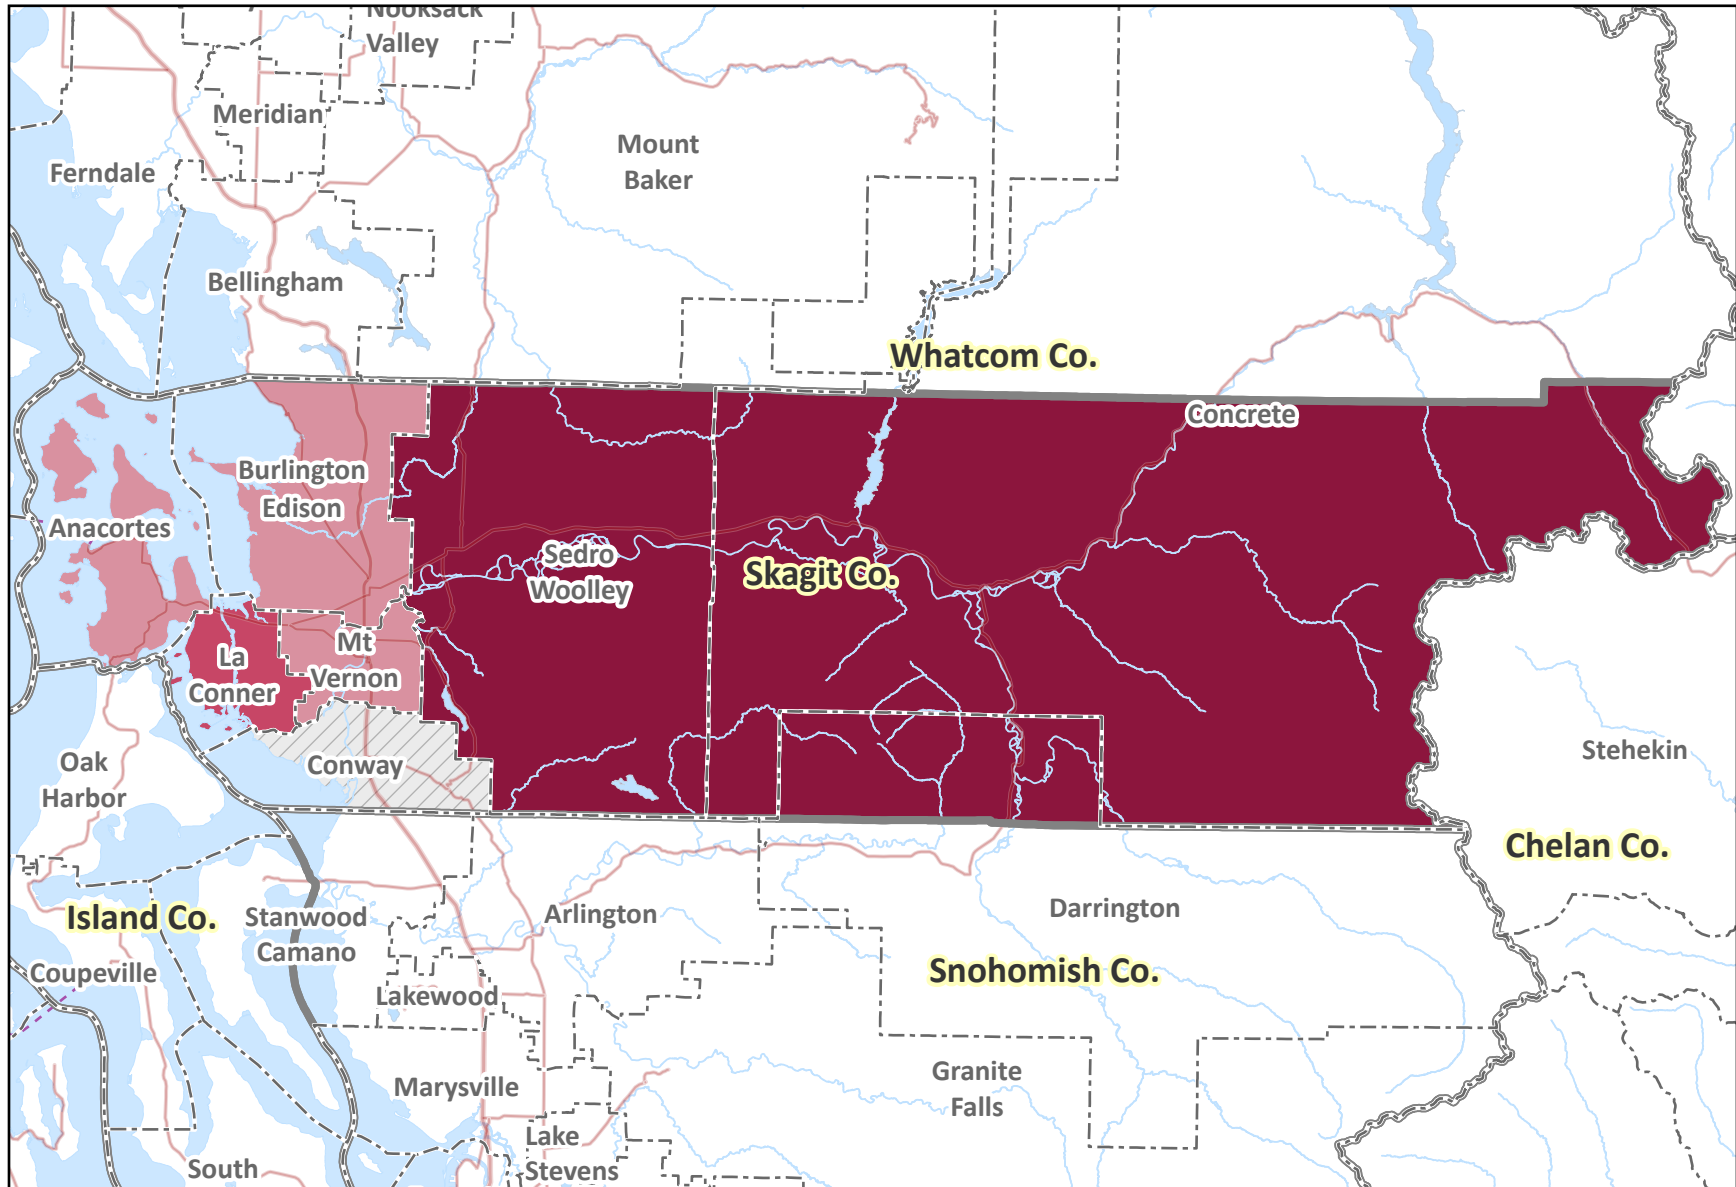 Nooksack
Valley
Meridian
Ferndale
Mount
Baker
Bellingham
Whatcom Co.
Concrete
Burlington
Edison
Anacortes
Sedro
Woolley
Skagit Co.
Mt
Vernon
La
Conner
Conway
Oak
Harbor
Stehekin
Chelan Co.
Island Co.
Stanwood
Camano
Arlington
Darrington
Coupeville
Snohomish Co.
Lakewood
Marysville
Granite
Falls
Lake
Stevens
South